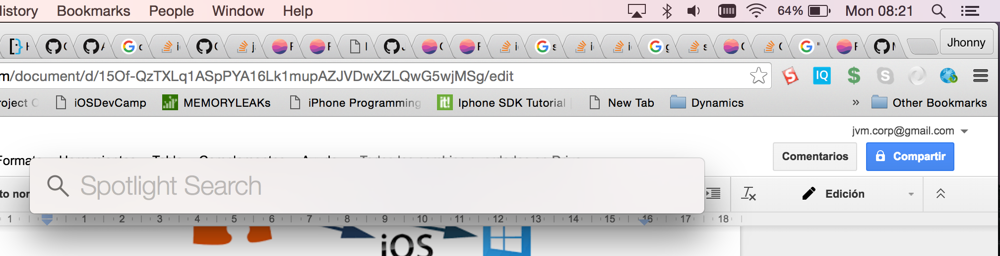 History Bookmarks People Window Help 64% Mon 08:21
Jhonny
m/document/d/15Of-QzTXLq1ASpPYA16Lk1mupAZJVDwXZLQwG5wjMSg/edit IQ
roject iOSDevCamp MEMORYLEAKs iPhone Programming it! Iphone SDK Tutorial New Tab Dynamics » Other Bookmarks
jvm.corp@gmail.com
Comentarios Compartir
Spotlight Search
to nor Edición
1 1 2 3 4 5 6 7 8 9 10 11 12 13 14 15 16 17 18
iOS